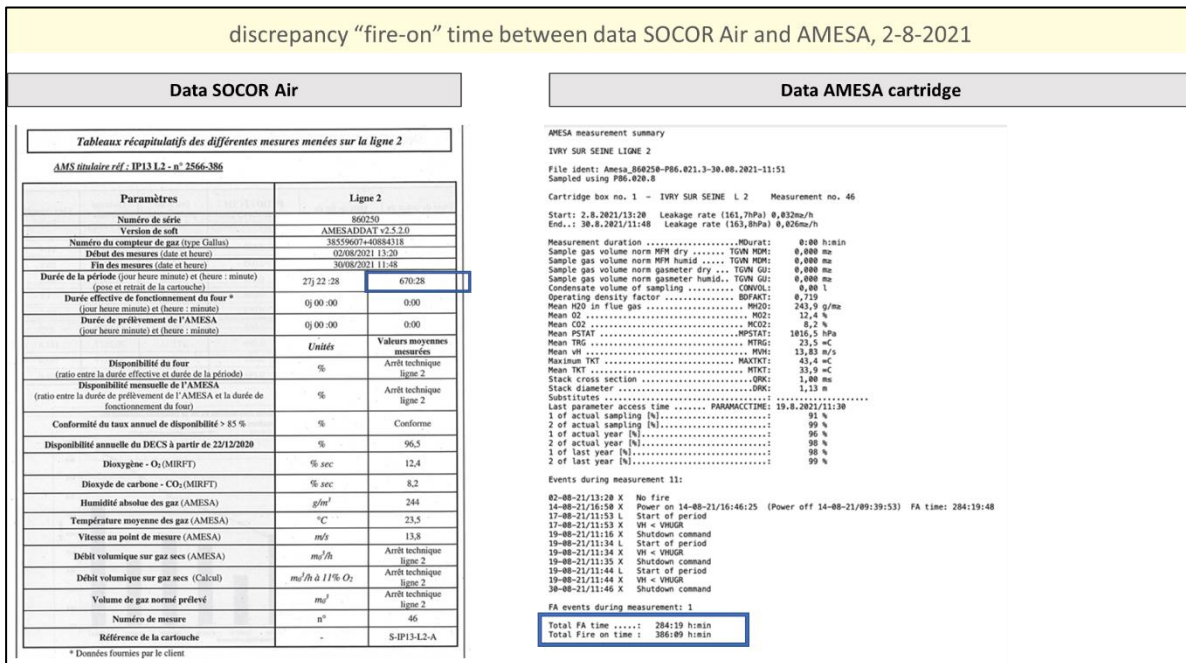 discrepancy “fire-on” time between data SOCOR Air and AMESA, 2-8-2021
Data SOCOR Air
Tableaux récapitulatifs des différentes mesures menées sur la ligne 2
AMS titulaire réf : IP13 L2 - n° 2566-386
Paramètres Ligne 2
Numéro de série 860250
Version de soft AMESADDAT v2.5.2.0
Numéro du compteur de gaz (type Gallus) 38559607+40884318
Début des mesures (date et heure) 02/08/2021 13:20
Fin des mesures (date et heure) 30/08/2021 11:48
Durée de la période (jour heure minute) et (heure : minute)
(pose et retrait de la cartouche) 27j 22 :28 670:28
Durée effective de fonctionnement du four *
(jour heure minute) et (heure : minute) 0j 00 :00 0:00
Durée de prélèvement de l'AMESA
(jour heure minute) et (heure : minute) 0j 00 :00 0:00
Unités Valeurs moyennes
mesurées
Disponibilité du four
(ratio entre la durée effective et durée de la période) % Arrêt technique
ligne 2
Disponibilité mensuelle de l'AMESA
(ratio entre la durée de prélèvement de l'AMESA et la durée de
fonctionnement du four) % Arrêt technique
ligne 2
Conformité du taux annuel de disponibilité > 85 % % Conforme
Disponibilité annuelle du DECS à partir de 22/12/2020 % 96,5
Dioxygène - O₂ (MIRFT) % sec 12,4
Dioxyde de carbone - CO₂ (MIRFT) % sec 8,2
Humidité absolue des gaz (AMESA) g/m³ 244
Température moyenne des gaz (AMESA) °C 23,5
Vitesse au point de mesure (AMESA) m/s 13,8
Débit volumique sur gaz secs (AMESA) m₀³/h Arrêt technique
ligne 2
Débit volumique sur gaz secs (Calcul) m₀³/h à 11% O₂ Arrêt technique
ligne 2
Volume de gaz normé prélevé m₀³ Arrêt technique
ligne 2
Numéro de mesure n° 46
Référence de la cartouche - S-IP13-L2-A
* Données fournies par le client
Data AMESA cartridge
AMESA measurement summary
IVRY SUR SEINE LIGNE 2
File ident: Amesa_860250-P86.021.3-30.08.2021-11:51
Sampled using P86.020.8
Cartridge box no. 1 - IVRY SUR SEINE L 2 Measurement no. 46
Start: 2.8.2021/13:20 Leakage rate (161,7hPa) 0,032m≥/h
End..: 30.8.2021/11:48 Leakage rate (163,8hPa) 0,026m≥/h
Measurement duration ...................MDurat: 0:00 h:min
Sample gas volume norm MFM dry ....... TGVN MDM: 0,000 m≥
Sample gas volume norm MFM humid ..... TGVN MDM: 0,000 m≥
Sample gas volume norm gasmeter dry ... TGVN GU: 0,000 m≥
Sample gas volume norm gasmeter humid.. TGVN GU: 0,000 m≥
Condensate volume of sampling .......... CONVOL: 0,00 l
Operating density factor ............... BDFAKT: 0,719
Mean H2O in flue gas ..................... MH2O: 243,9 g/m≥
Mean O2 ................................... MO2: 12,4 %
Mean CO2 ................................. MCO2: 8,2 %
Mean PSTAT ..............................MPSTAT: 1016,5 hPa
Mean TRG ................................. MTRG: 23,5 =C
Mean vH ................................... MVH: 13,83 m/s
Maximum TKT ............................ MAXTKT: 43,4 =C
Mean TKT ................................. MTKT: 33,9 =C
Stack cross section .......................QRK: 1,00 m≤
Stack diameter ............................DRK: 1,13 m
Substitutes ..................................: ...................
Last parameter access time ....... PARAMACCTIME: 19.8.2021/11:30
1 of actual sampling [%]......................: 91 %
2 of actual sampling [%]......................: 99 %
1 of actual year [%]..........................: 96 %
2 of actual year [%]..........................: 98 %
1 of last year [%]............................: 98 %
2 of last year [%]............................: 99 %
Events during measurement 11:
02-08-21/13:20 X No fire
14-08-21/16:50 X Power on 14-08-21/16:46:25 (Power off 14-08-21/09:39:53) FA time: 284:19:48
17-08-21/11:53 L Start of period
17-08-21/11:53 X VH < VHUGR
19-08-21/11:16 X Shutdown command
19-08-21/11:34 L Start of period
19-08-21/11:34 X VH < VHUGR
19-08-21/11:35 X Shutdown command
19-08-21/11:44 L Start of period
19-08-21/11:44 X VH < VHUGR
30-08-21/11:46 X Shutdown command
FA events during measurement: 1
Total FA time .....: 284:19 h:min
Total Fire on time : 386:09 h:min